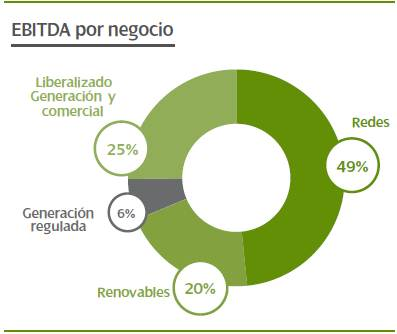 EBITDA por negocio
Liberalizado
Generación y
comercial
25%
Redes
49%
Generación
regulada
6%
Renovables
20%